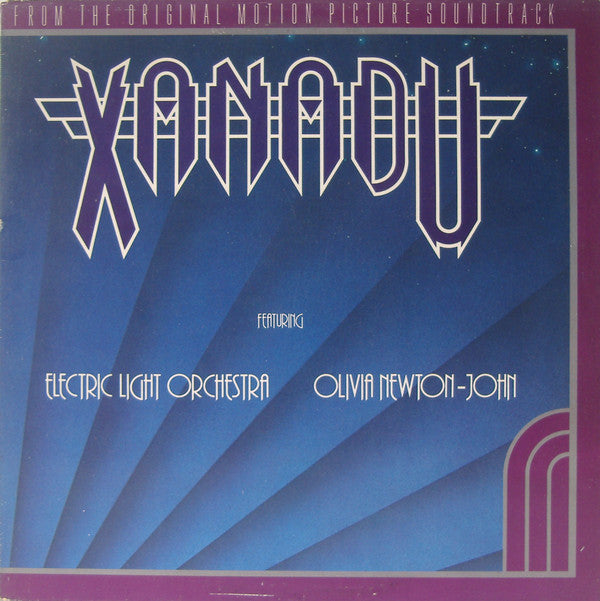 FROM THE ORIGINAL MOTION PICTURE SOUNDTRACK
XANADU
FEATURING
ELECTRIC LIGHT ORCHESTRA OLIVIA NEWTON-JOHN